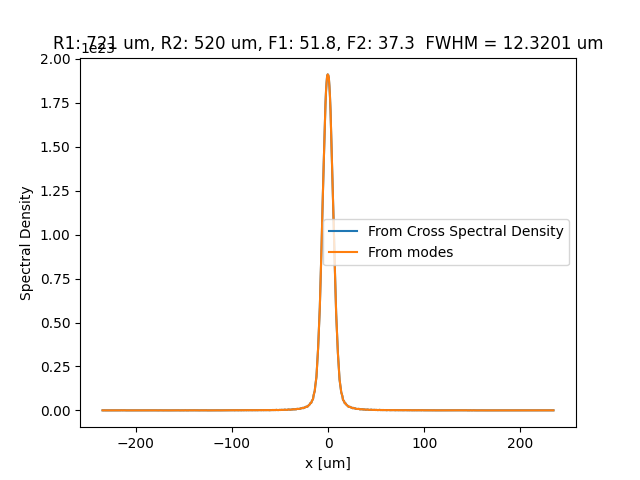 R1: 721 um, R2: 520 um, F1: 51.8, F2: 37.3  FWHM = 12.3201 um
1e23
2.00
1.75
1.50
1.25
1.00
0.75
0.50
0.25
0.00
Spectral Density
From Cross Spectral Density
From modes
−200
−100
0
100
200
x [um]